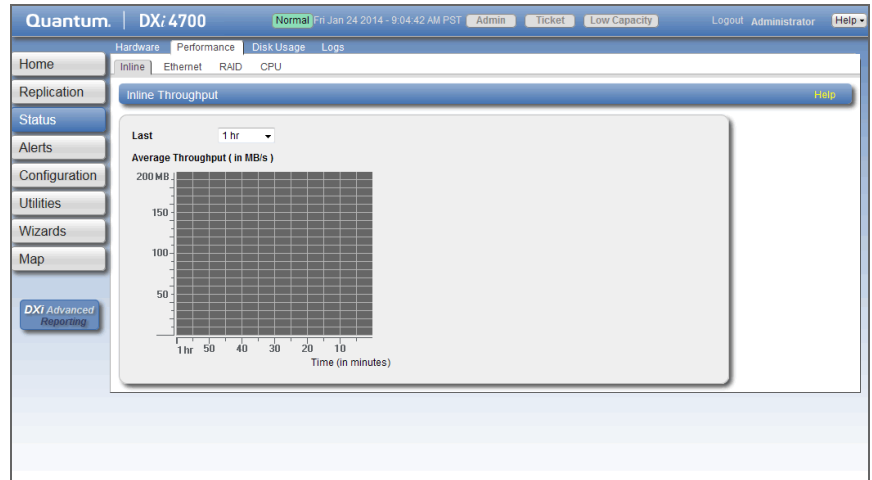 Quantum. DXi 4700 Normal Fri Jan 24 2014 - 9:04:42 AM PST Admin Ticket Low Capacity Logout Administrator Help
Hardware Performance Disk Usage Logs
Home
Inline Ethernet RAID CPU
Replication
Inline Throughput Help
Status
Alerts
Configuration
Utilities
Wizards
Map
DXi Advanced
Reporting
Last 1 hr
Average Throughput ( in MB/s )
200 MB
150
100
50
1 hr 50 40 30 20 10
Time (in minutes)